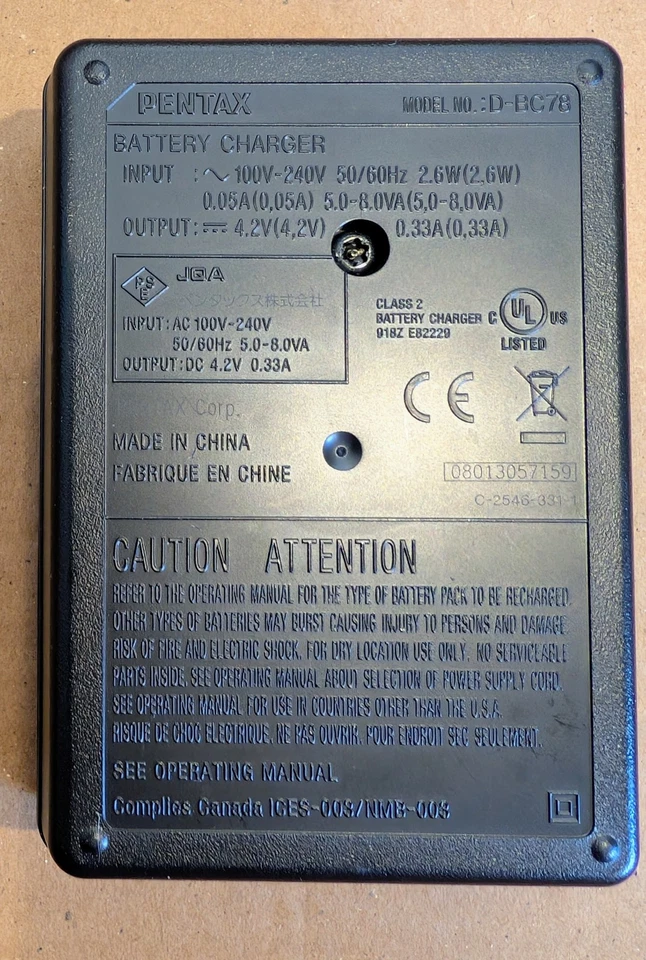 PENTAX MODEL NO.:D-BC78
BATTERY CHARGER
INPUT :∿100V-240V 50/60Hz 2.6W(2.6W)
0.05A(0,05A) 5.0-8.0VA(5,0-8,0VA)
OUTPUT:⎓4.2V(4,2V) 0.33A(0,33A)
PSE JQA
ペンタックス株式会社
INPUT:AC 100V-240V
50/60Hz 5.0-8.0VA
OUTPUT:DC 4.2V 0.33A
CLASS 2
BATTERY CHARGER
918Z E82229
C UL US
LISTED
CE
PENTAX Corp.
MADE IN CHINA
FABRIQUE EN CHINE
08013057159
C-2546-331-1
CAUTION ATTENTION
REFER TO THE OPERATING MANUAL FOR THE TYPE OF BATTERY PACK TO BE RECHARGED.
OTHER TYPES OF BATTERIES MAY BURST CAUSING INJURY TO PERSONS AND DAMAGE.
RISK OF FIRE AND ELECTRIC SHOCK. FOR DRY LOCATION USE ONLY. NO SERVICEABLE
PARTS INSIDE. SEE OPERATING MANUAL ABOUT SELECTION OF POWER SUPPLY CORD.
SEE OPERATING MANUAL FOR USE IN COUNTRIES OTHER THAN THE U.S.A.
RISQUE DE CHOC ELECTRIQUE. NE PAS OUVRIR. POUR ENDROIT SEC SEULEMENT.
SEE OPERATING MANUAL.
Complies Canada ICES-003/NMB-003